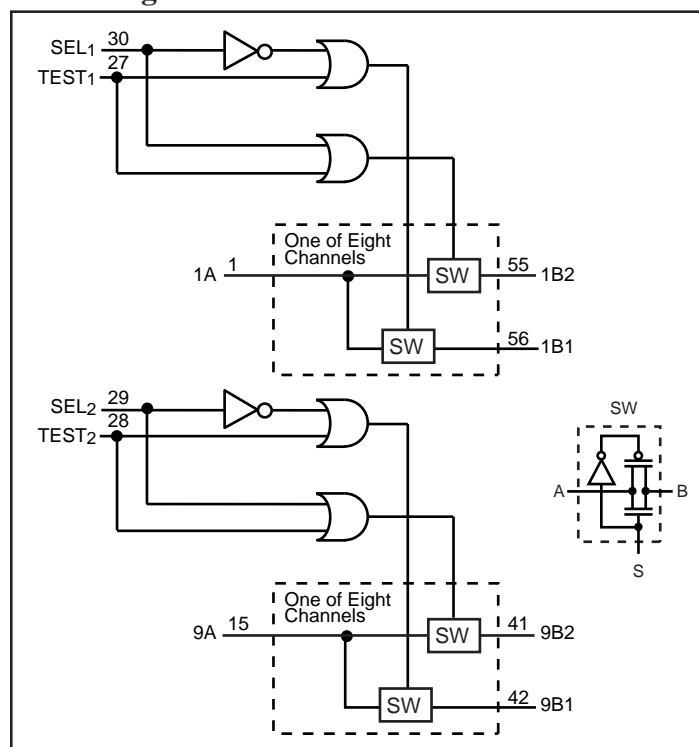 SEL1 30
27
TEST1
One of Eight
Channels
1A 1 SW 55 1B2
SW 56 1B1
SEL2 29
28
TEST2
SW
A B
S
One of Eight
Channels
9A 15 SW 41 9B2
SW 42 9B1